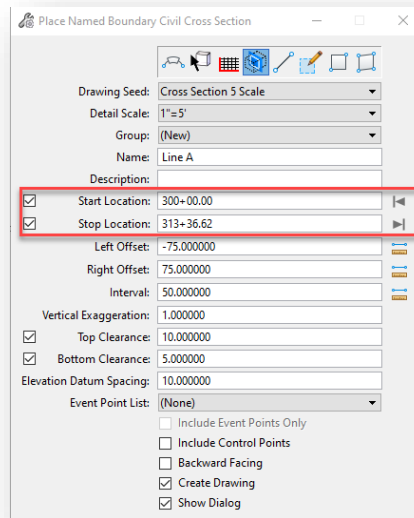 Place Named Boundary Civil Cross Section
Drawing Seed: Cross Section 5 Scale
Detail Scale: 1"=5'
Group: (New)
Name: Line A
Description:
Start Location: 300+00.00
Stop Location: 313+36.62
Left Offset: -75.000000
Right Offset: 75.000000
Interval: 50.000000
Vertical Exaggeration: 1.000000
Top Clearance: 10.000000
Bottom Clearance: 5.000000
Elevation Datum Spacing: 10.000000
Event Point List: (None)
Include Event Points Only
Include Control Points
Backward Facing
Create Drawing
Show Dialog